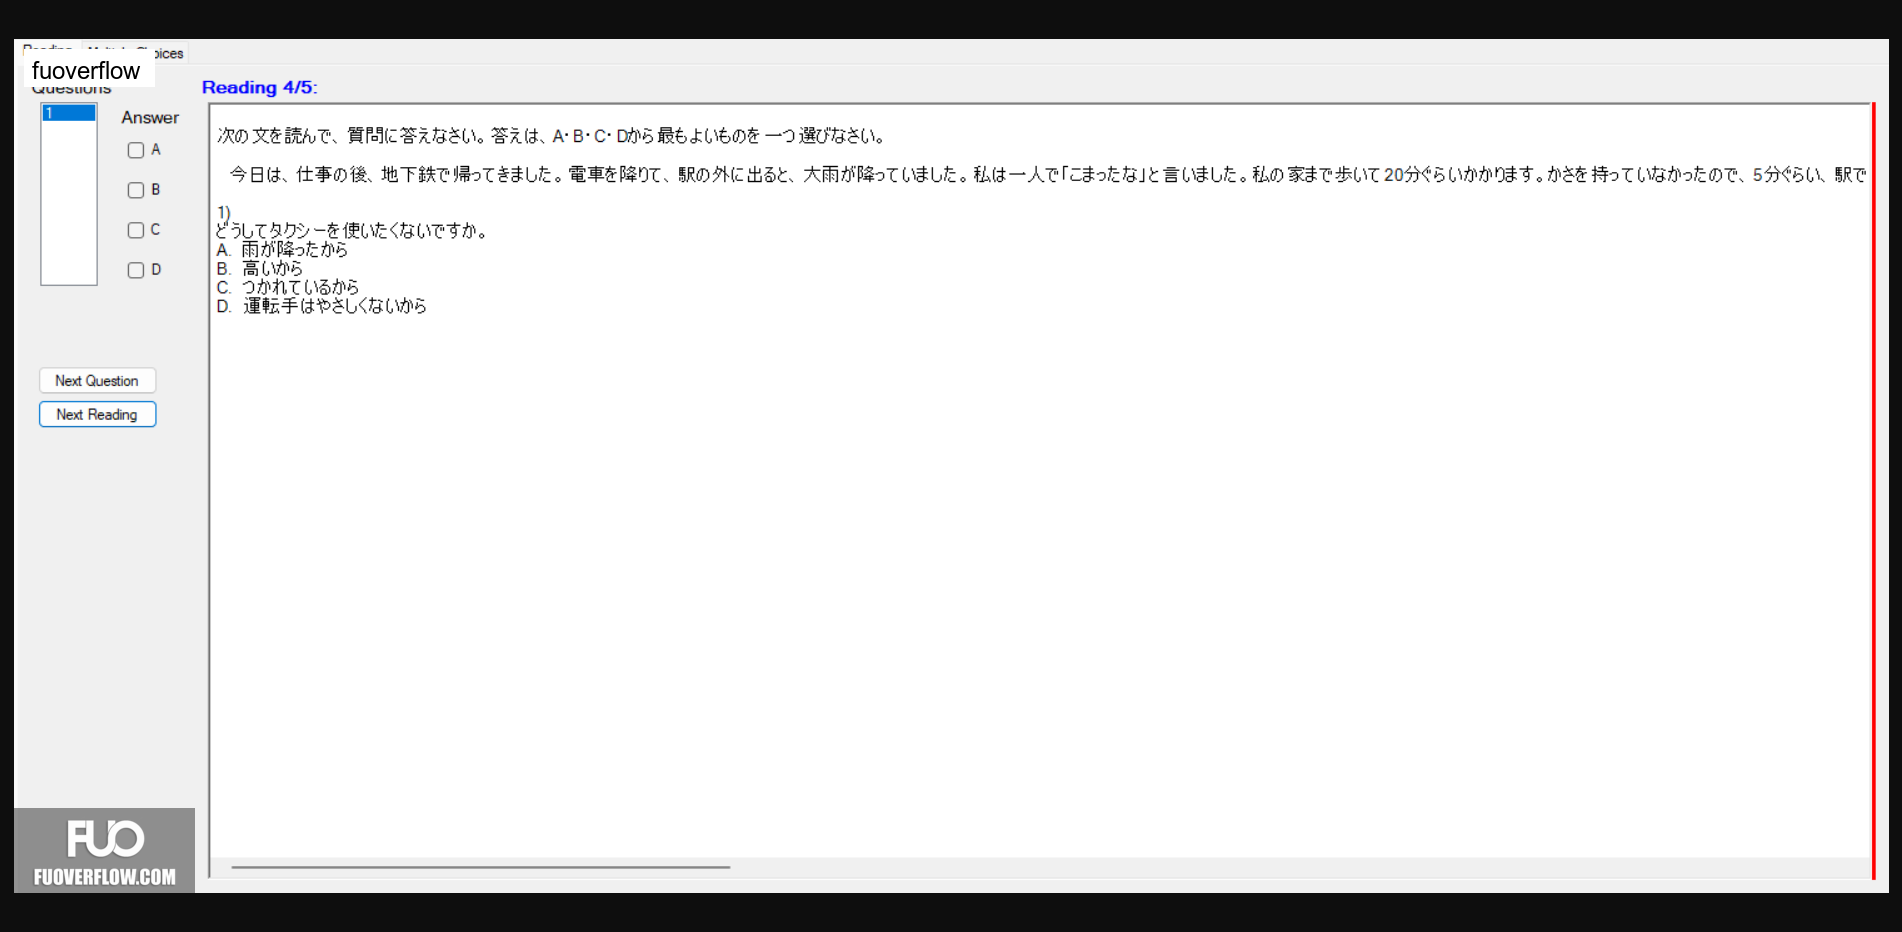 oices
fuoverflow
Questions
Reading 4/5:
1
Answer
A
B
C
D
Next Question
Next Reading
次の文を読んで、質問に答えなさい。答えは、A・B・C・Dから最もよいものを一つ選びなさい。
今日は、仕事の後、地下鉄で帰ってきました。電車を降りて、駅の外に出ると、大雨が降っていました。私は一人で「こまったな」と言いました。私の家まで歩いて20分ぐらいかかります。かさを持っていなかったので、5分ぐらい、駅で
1)
どうしてタクシーを使いたくないですか。
A. 雨が降ったから
B. 高いから
C. つかれているから
D. 運転手はやさしくないから
FUO
FUOVERFLOW.COM